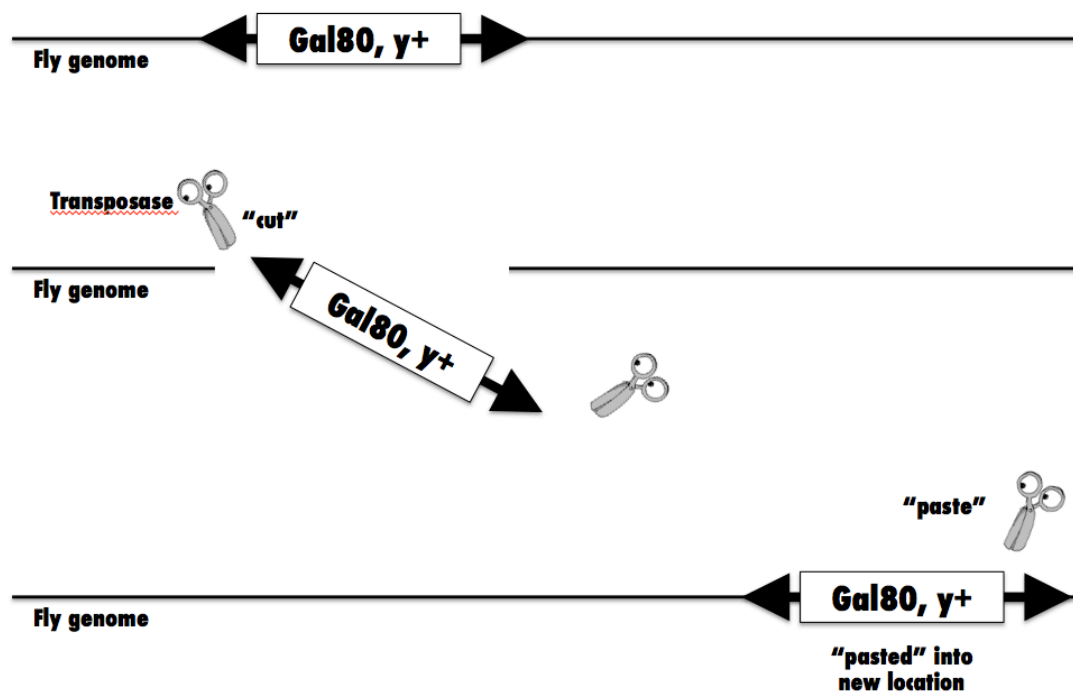 Gal80, y+
Fly genome
Transposase
“cut”
Fly genome
Gal80, y+
“paste”
Gal80, y+
Fly genome
“pasted” into
new location